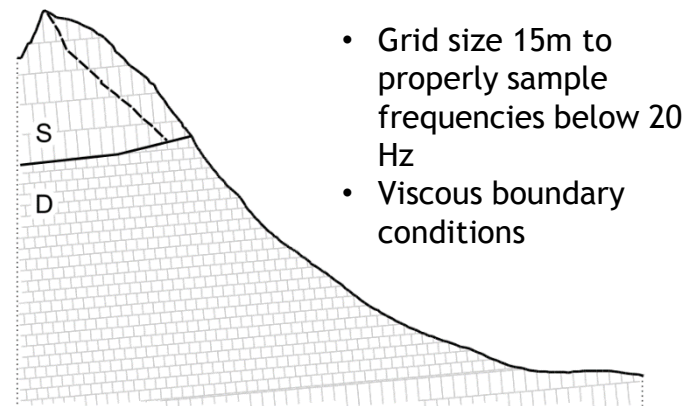 • Grid size 15m to
properly sample
frequencies below 20
Hz
• Viscous boundary
conditions
S
D